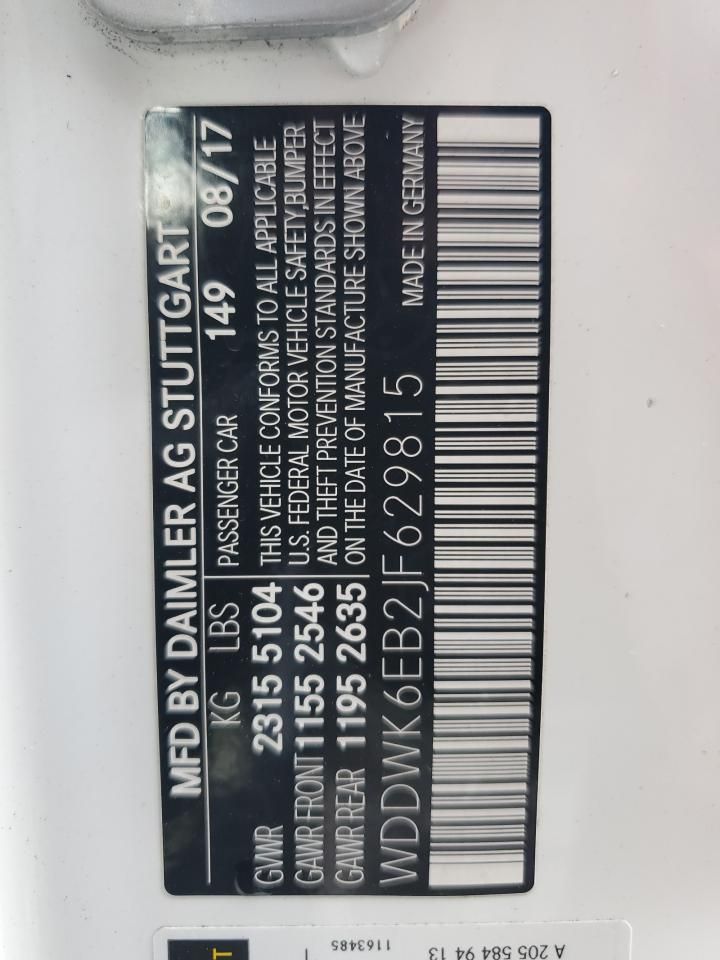 MFD BY DAIMLER AG STUTTGART
KG LBS PASSENGER CAR 149 08/17
GVWR 2315 5104 THIS VEHICLE CONFORMS TO ALL APPLICABLE
GAWR FRONT 1155 2546 U.S. FEDERAL MOTOR VEHICLE SAFETY,BUMPER
GAWR REAR 1195 2635 AND THEFT PREVENTION STANDARDS IN EFFECT
ON THE DATE OF MANUFACTURE SHOWN ABOVE
WDDWK6EB2JF629815 MADE IN GERMANY
A 205 584 94 13
1163485